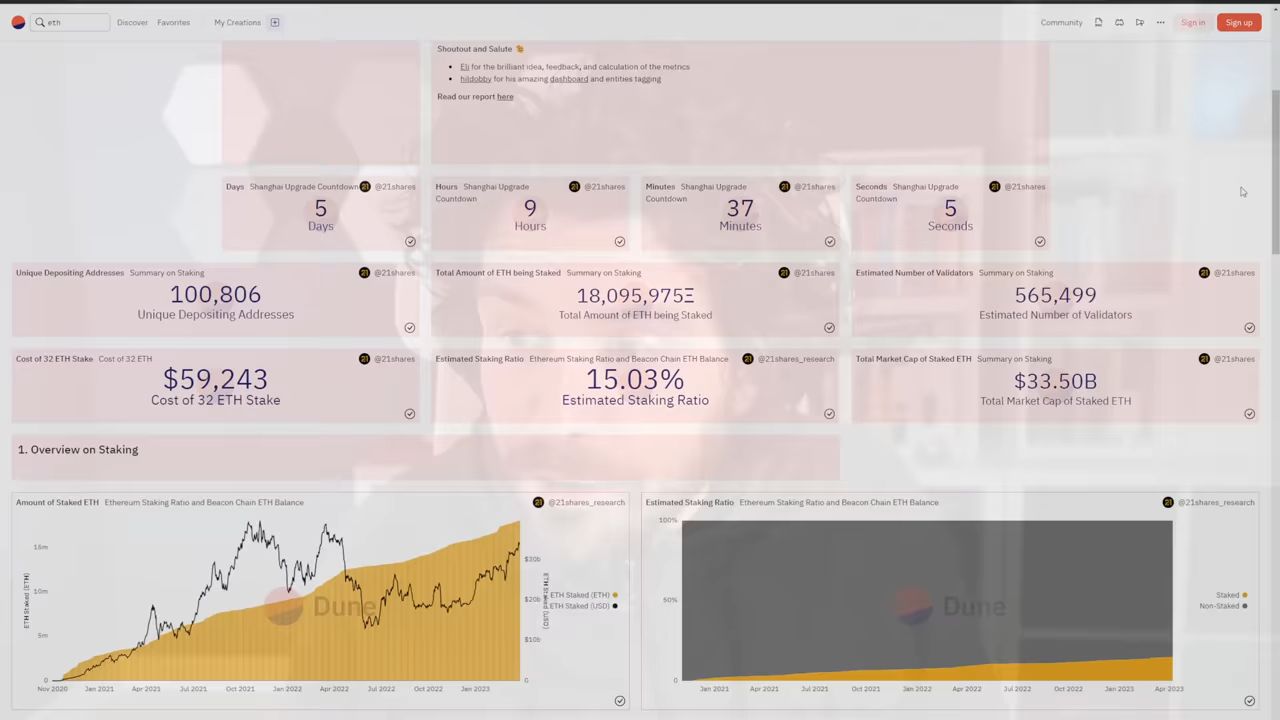 eth
Discover
Favorites
My Creations
Community
Sign in
Sign up
Shoutout and Salute
Eli for the brilliant idea, feedback, and calculation of the metrics
hildobby for his amazing dashboard and entities tagging
Read our report here
Days Shanghai Upgrade Countdown @21shares
5
Days
Hours Shanghai Upgrade Countdown @21shares
9
Hours
Minutes Shanghai Upgrade Countdown @21shares
37
Minutes
Seconds Shanghai Upgrade Countdown @21shares
5
Seconds
Unique Depositing Addresses Summary on Staking @21shares
100,806
Unique Depositing Addresses
Total Amount of ETH being Staked Summary on Staking @21shares
18,095,975Ξ
Total Amount of ETH being Staked
Estimated Number of Validators Summary on Staking @21shares
565,499
Estimated Number of Validators
Cost of 32 ETH Stake Cost of 32 ETH @21shares
$59,243
Cost of 32 ETH Stake
Estimated Staking Ratio Ethereum Staking Ratio and Beacon Chain ETH Balance @21shares_research
15.03%
Estimated Staking Ratio
Total Market Cap of Staked ETH Summary on Staking @21shares
$33.50B
Total Market Cap of Staked ETH
1. Overview on Staking
Amount of Staked ETH Ethereum Staking Ratio and Beacon Chain ETH Balance @21shares_research
15m
10m
5m
0
ETH Staked (ETH)
$30b
$20b
$10b
0
ETH Staked (USD)
ETH Staked (ETH)
ETH Staked (USD)
Dune
Nov 2020 Jan 2021 Apr 2021 Jul 2021 Oct 2021 Jan 2022 Apr 2022 Jul 2022 Oct 2022 Jan 2023
Estimated Staking Ratio Ethereum Staking Ratio and Beacon Chain ETH Balance @21shares_research
100%
50%
0
Staked
Non-Staked
Dune
Jan 2021 Apr 2021 Jul 2021 Oct 2021 Jan 2022 Apr 2022 Jul 2022 Oct 2022 Jan 2023 Apr 2023